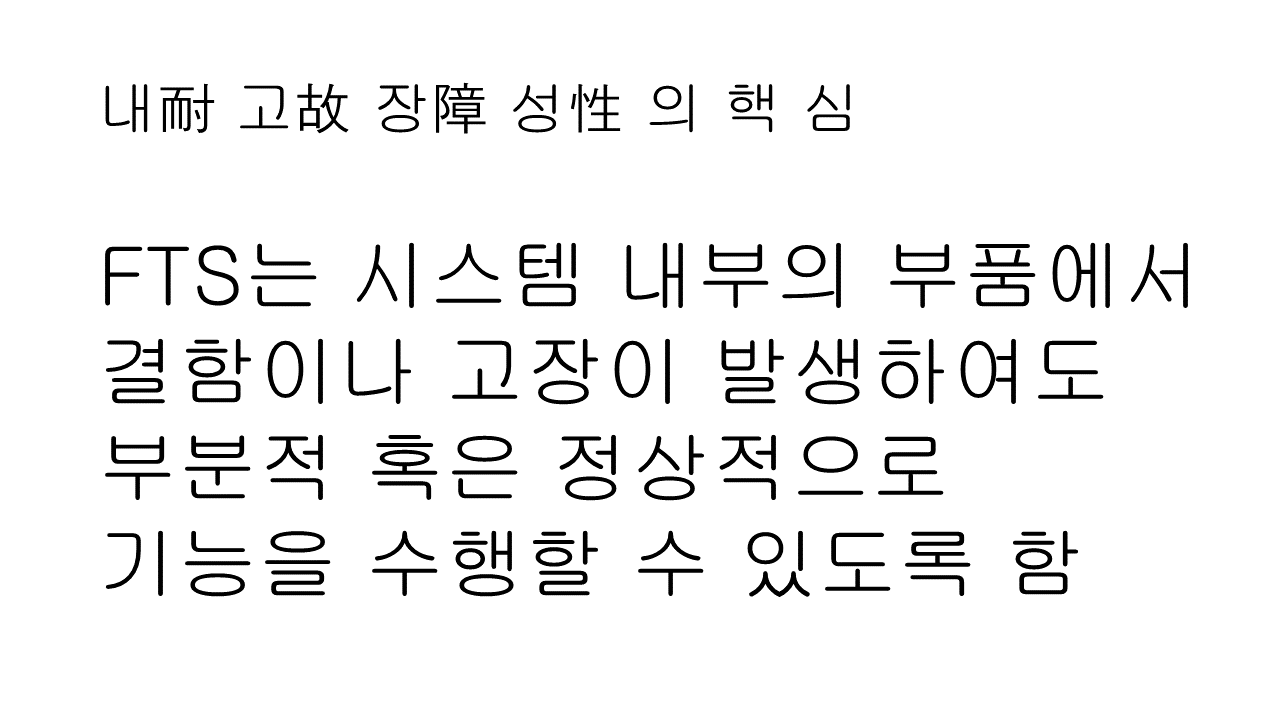 내耐 고故 장障 성性 의 핵 심
FTS는 시스템 내부의 부품에서
결함이나 고장이 발생하여도
부분적 혹은 정상적으로
기능을 수행할 수 있도록 함